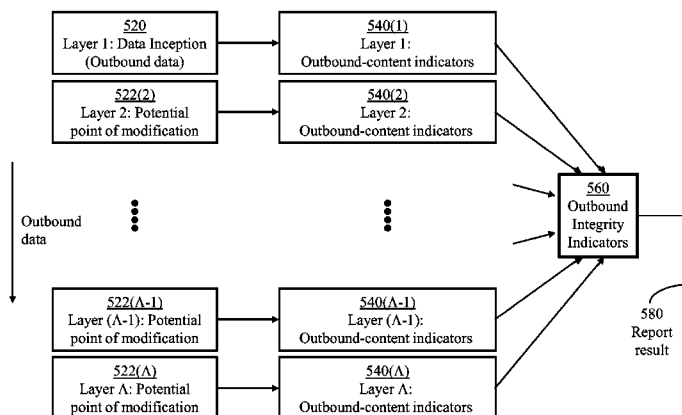 520
Layer 1: Data Inception
(Outbound data)
540(1)
Layer 1:
Outbound-content indicators
522(2)
Layer 2: Potential
point of modification
540(2)
Layer 2:
Outbound-content indicators
Outbound
data
560
Outbound
Integrity
Indicators
522(Λ-1)
Layer (Λ-1): Potential
point of modification
540(Λ-1)
Layer (Λ-1):
Outbound-content indicators
580
Report
result
522(Λ)
Layer Λ: Potential
point of modification
540(Λ)
Layer Λ:
Outbound-content indicators